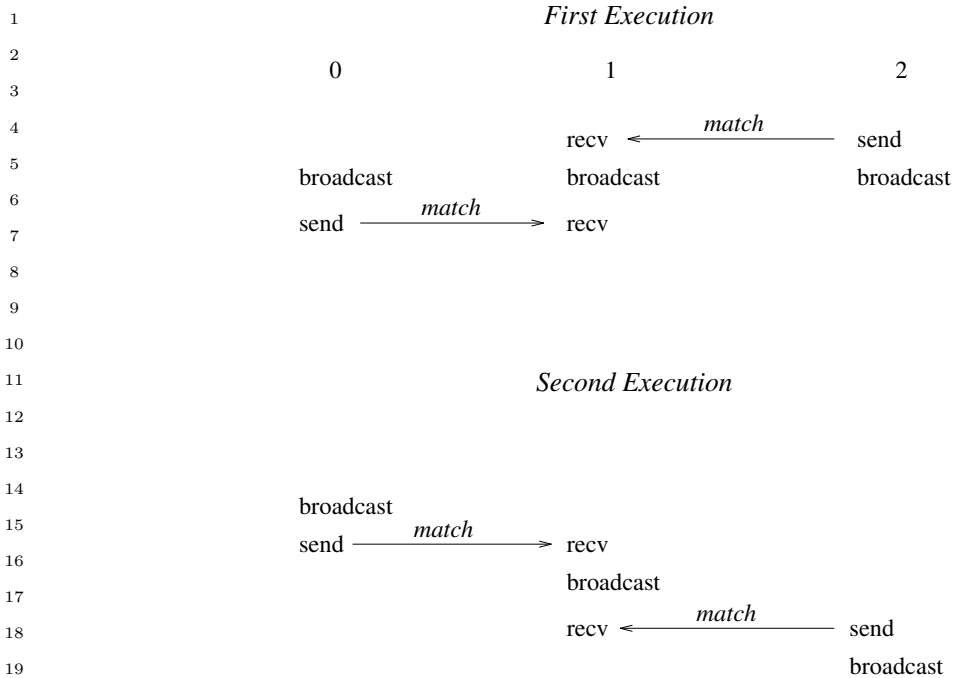 1 First Execution
2
0 1 2
3
4 match
recv send
5 broadcast broadcast broadcast
6 match
send recv
7
8
9
10
11 Second Execution
12
13
14 broadcast
15 match
send recv
16
broadcast
17 match
18 recv send
19 broadcast